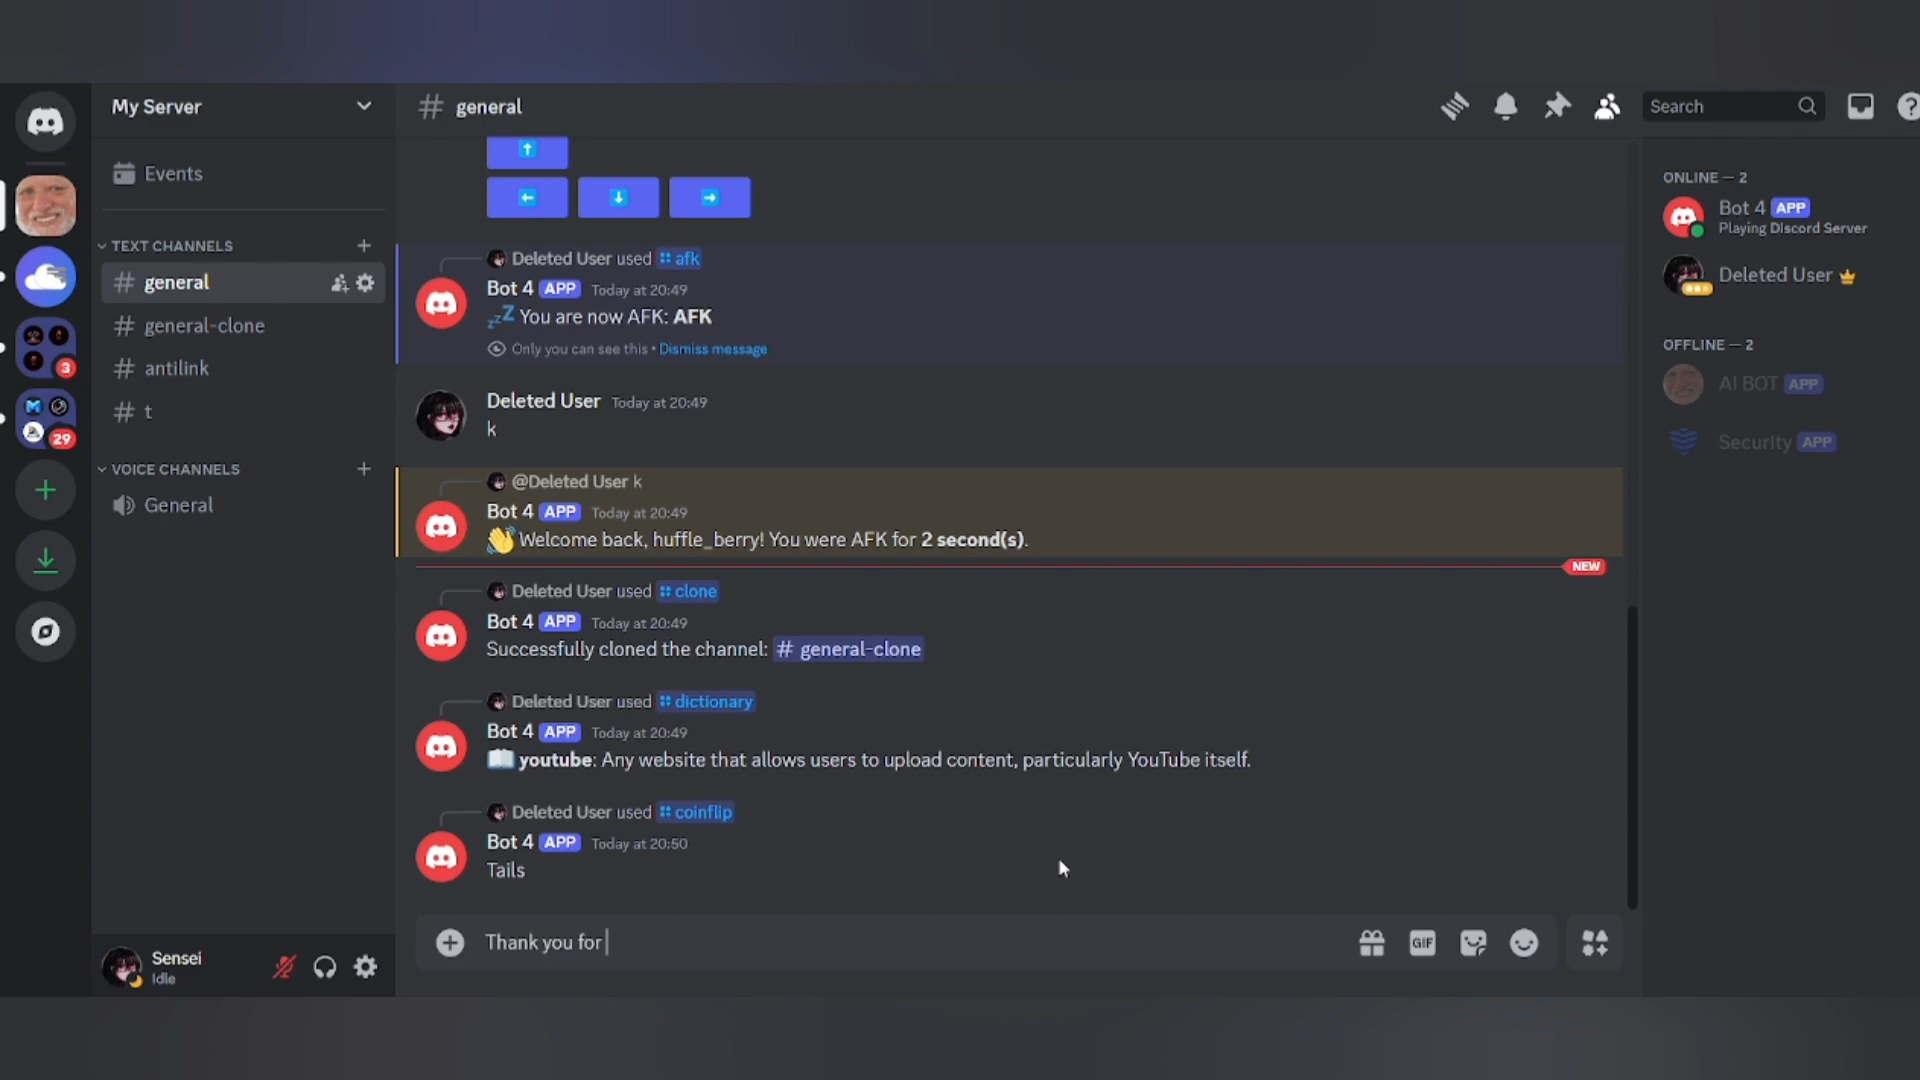 My Server
# general
Search
Events
ONLINE — 2
Bot 4 APP
Playing Discord Server
Deleted User
OFFLINE — 2
AI BOT APP
Security APP
TEXT CHANNELS
# general
# general-clone
# antilink
# t
VOICE CHANNELS
General
3
29
Deleted User used afk
Bot 4 APP Today at 20:49
zzZ You are now AFK: AFK
Only you can see this • Dismiss message
Deleted User Today at 20:49
k
@Deleted User k
Bot 4 APP Today at 20:49
Welcome back, huffle_berry! You were AFK for 2 second(s).
NEW
Deleted User used clone
Bot 4 APP Today at 20:49
Successfully cloned the channel: # general-clone
Deleted User used dictionary
Bot 4 APP Today at 20:49
youtube: Any website that allows users to upload content, particularly YouTube itself.
Deleted User used coinflip
Bot 4 APP Today at 20:50
Tails
Thank you for
GIF
Sensei
Idle